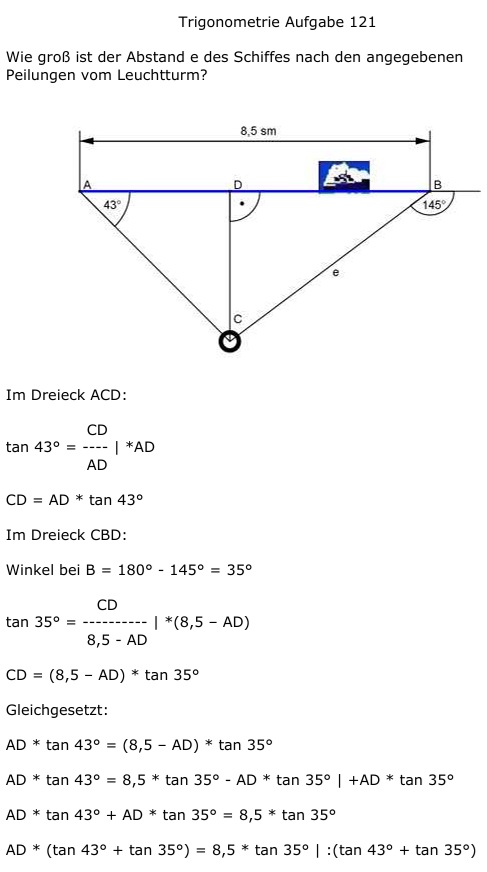 Trigonometrie Aufgabe 121
Wie groß ist der Abstand e des Schiffes nach den angegebenen
Peilungen vom Leuchtturm?
8,5 sm
A
D
B
43°
145°
e
C
Im Dreieck ACD:
CD
tan 43° = ---- | *AD
AD
CD = AD * tan 43°
Im Dreieck CBD:
Winkel bei B = 180° - 145° = 35°
CD
tan 35° = ---------- | *(8,5 – AD)
8,5 - AD
CD = (8,5 – AD) * tan 35°
Gleichgesetzt:
AD * tan 43° = (8,5 – AD) * tan 35°
AD * tan 43° = 8,5 * tan 35° - AD * tan 35° | +AD * tan 35°
AD * tan 43° + AD * tan 35° = 8,5 * tan 35°
AD * (tan 43° + tan 35°) = 8,5 * tan 35° | :(tan 43° + tan 35°)